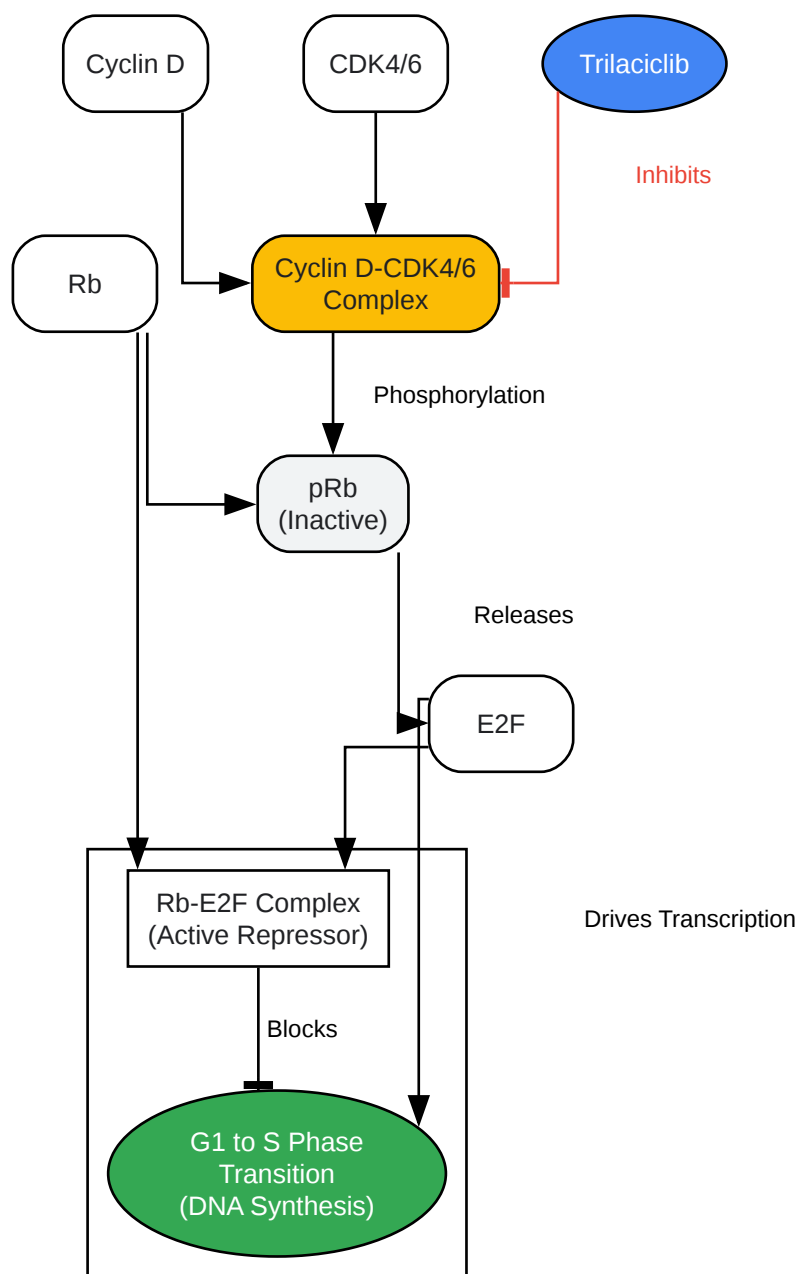 Cyclin D
CDK4/6
Trilaciclib
Inhibits
Rb
Cyclin D-CDK4/6
Complex
Phosphorylation
pRb
(Inactive)
Releases
E2F
Rb-E2F Complex
(Active Repressor)
Drives Transcription
Blocks
G1 to S Phase
Transition
(DNA Synthesis)